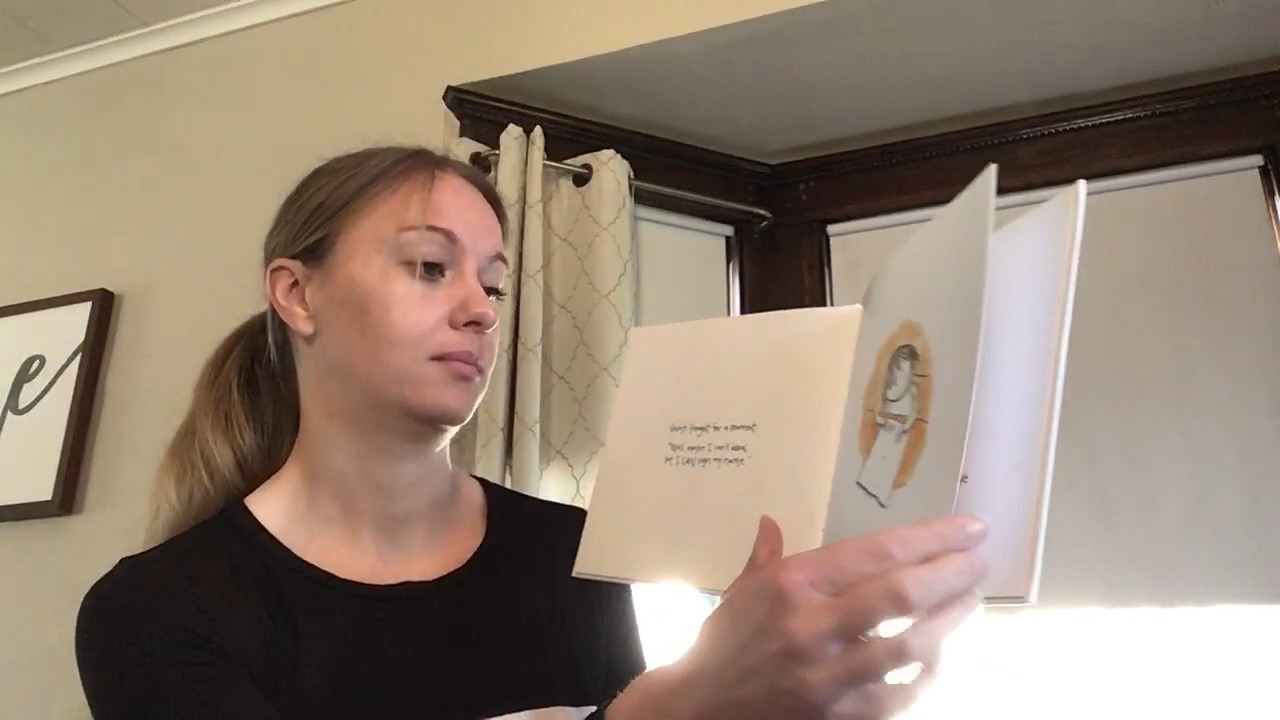 e
Vashti thought for a moment.
"Well, maybe I can't draw,
but I CAN sign my name."
e